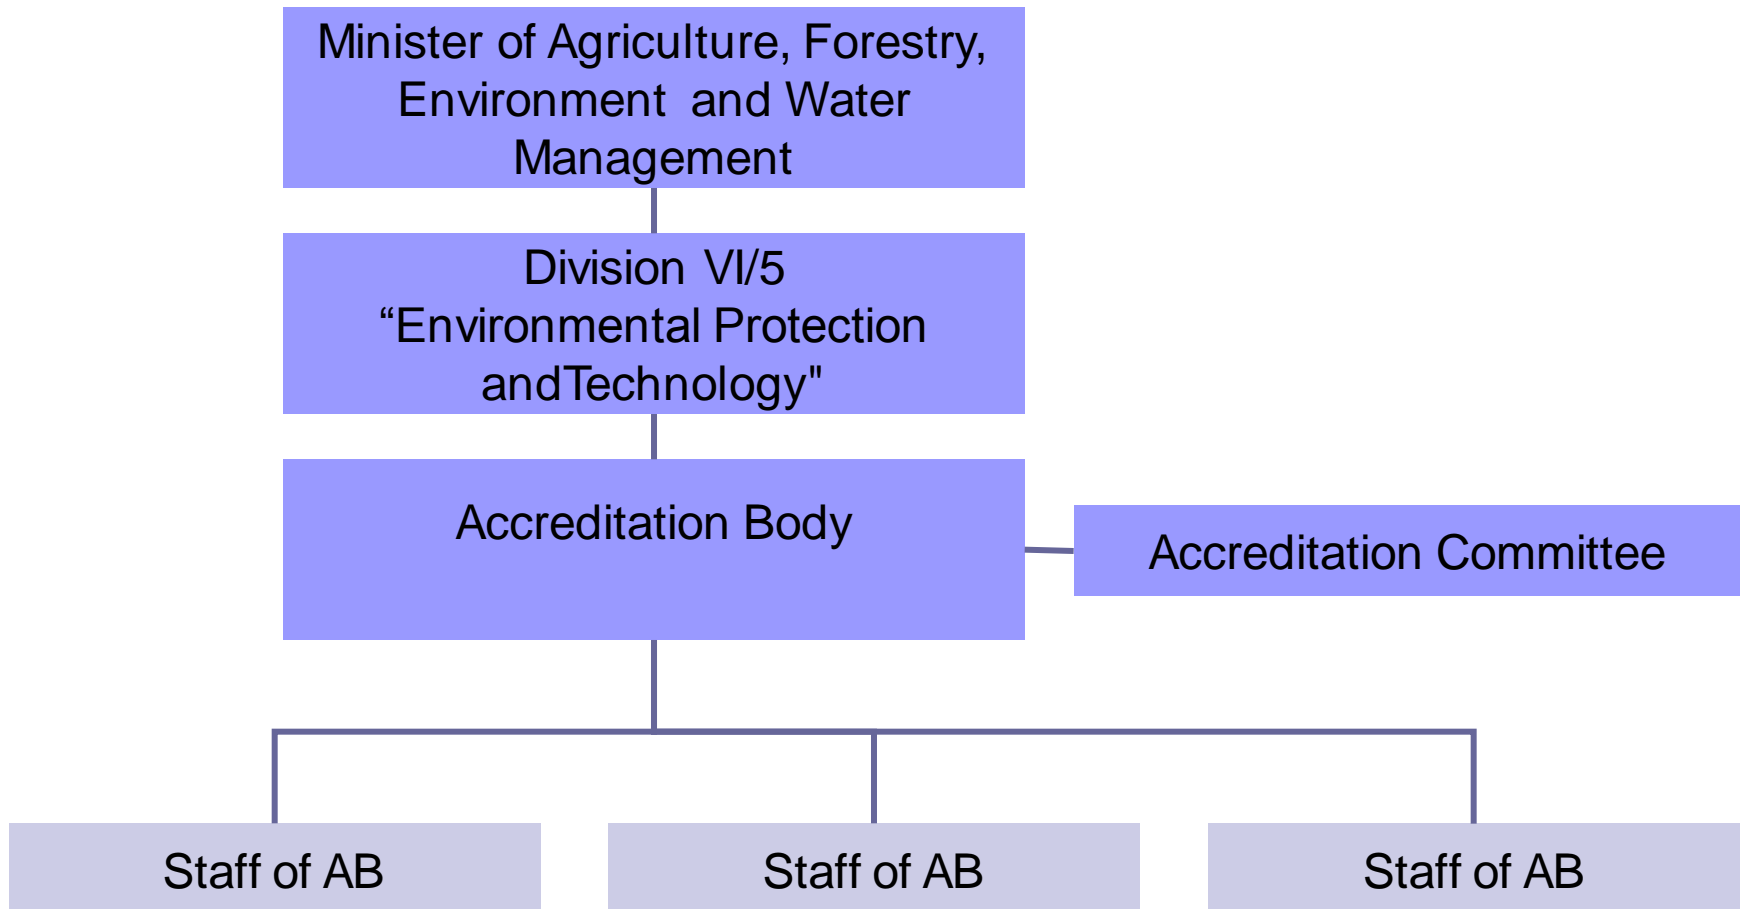 Minister of Agriculture, Forestry,
Environment and Water
Management
Division VI/5
“Environmental Protection
andTechnology"
Accreditation Body
Accreditation Committee
Staff of AB
Staff of AB
Staff of AB